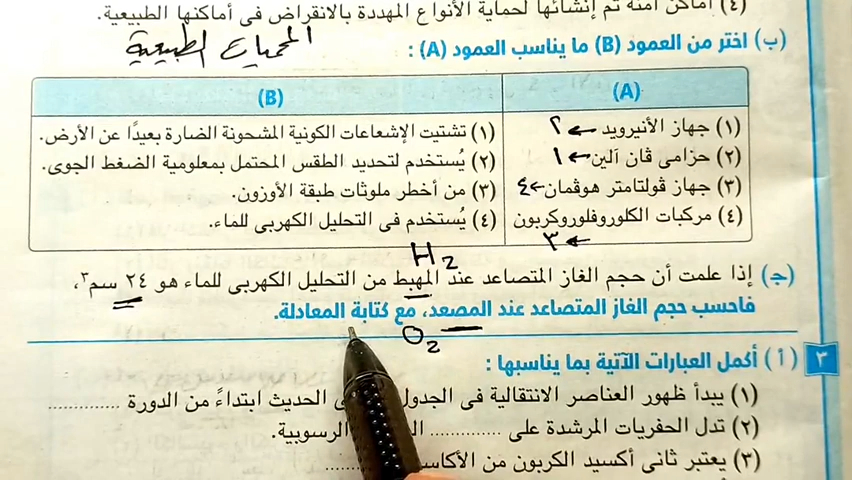 (٤) أماكن آمنة تم إنشائها لحماية الأنواع المهددة بالانقراض فى أماكنها الطبيعية.
المحميات الطبيعية
(ب) اختر من العمود (B) ما يناسب العمود (A) :
(A) (B)
(١) جهاز الأنيرويد ← ٢ (١) تشتيت الإشعاعات الكونية المشحونة الضارة بعيدًا عن الأرض.
(٢) حزامى ڤان آلين ← ١ (٢) يُستخدم لتحديد الطقس المحتمل بمعلومية الضغط الجوى.
(٣) جهاز ڤولتامتر هوڤمان ← ٤ (٣) من أخطر ملوثات طبقة الأوزون.
(٤) مركبات الكلوروفلوروكربون ← ٣ (٤) يُستخدم فى التحليل الكهربى للماء.
H2
(جـ) إذا علمت أن حجم الغاز المتصاعد عند المهبط من التحليل الكهربى للماء هو ٢٤ سم٣،
فاحسب حجم الغاز المتصاعد عند المصعد، مع كتابة المعادلة.
O2
٣ (أ) أكمل العبارات الآتية بما يناسبها :
(١) يبدأ ظهور العناصر الانتقالية فى الجدول الحديث ابتداءً من الدورة ............
(٢) تدل الحفريات المرشدة على ............ الرسوبية.
(٣) يعتبر ثانى أكسيد الكربون من ............